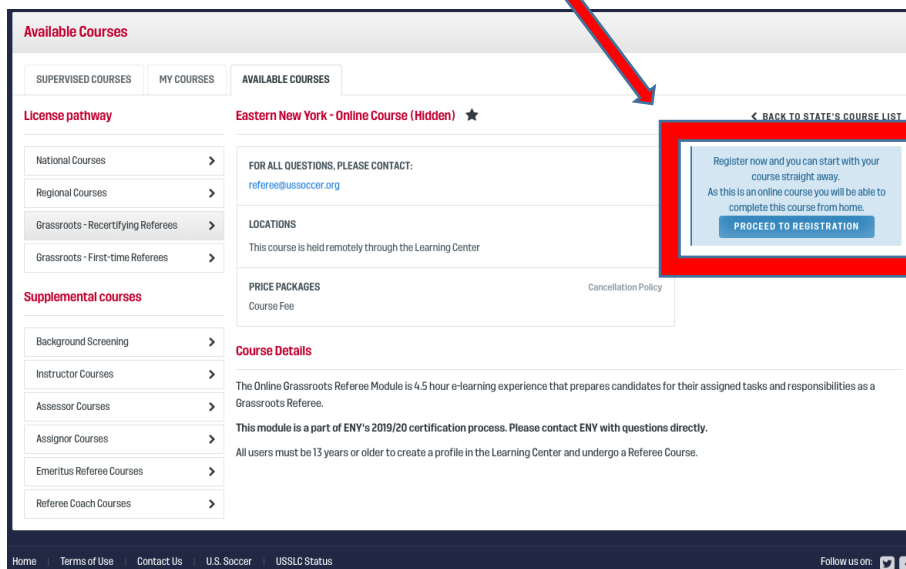 Available Courses
SUPERVISED COURSES
MY COURSES
AVAILABLE COURSES
License pathway
National Courses
Regional Courses
Grassroots - Recertifying Referees
Grassroots - First-time Referees
Supplemental courses
Background Screening
Instructor Courses
Assessor Courses
Assignor Courses
Emeritus Referee Courses
Referee Coach Courses
Eastern New York - Online Course (Hidden)
BACK TO STATE'S COURSE LIST
FOR ALL QUESTIONS, PLEASE CONTACT:
referee@ussoccer.org
LOCATIONS
This course is held remotely through the Learning Center
PRICE PACKAGES
Cancellation Policy
Course Fee
Register now and you can start with your
course straight away.
As this is an online course you will be able to
complete this course from home.
PROCEED TO REGISTRATION
Course Details
The Online Grassroots Referee Module is 4.5 hour e-learning experience that prepares candidates for their assigned tasks and responsibilities as a
Grassroots Referee.
This module is a part of ENY's 2019/20 certification process. Please contact ENY with questions directly.
All users must be 13 years or older to create a profile in the Learning Center and undergo a Referee Course.
Home | Terms of Use | Contact Us | U.S. Soccer | USSLC Status
Follow us on: